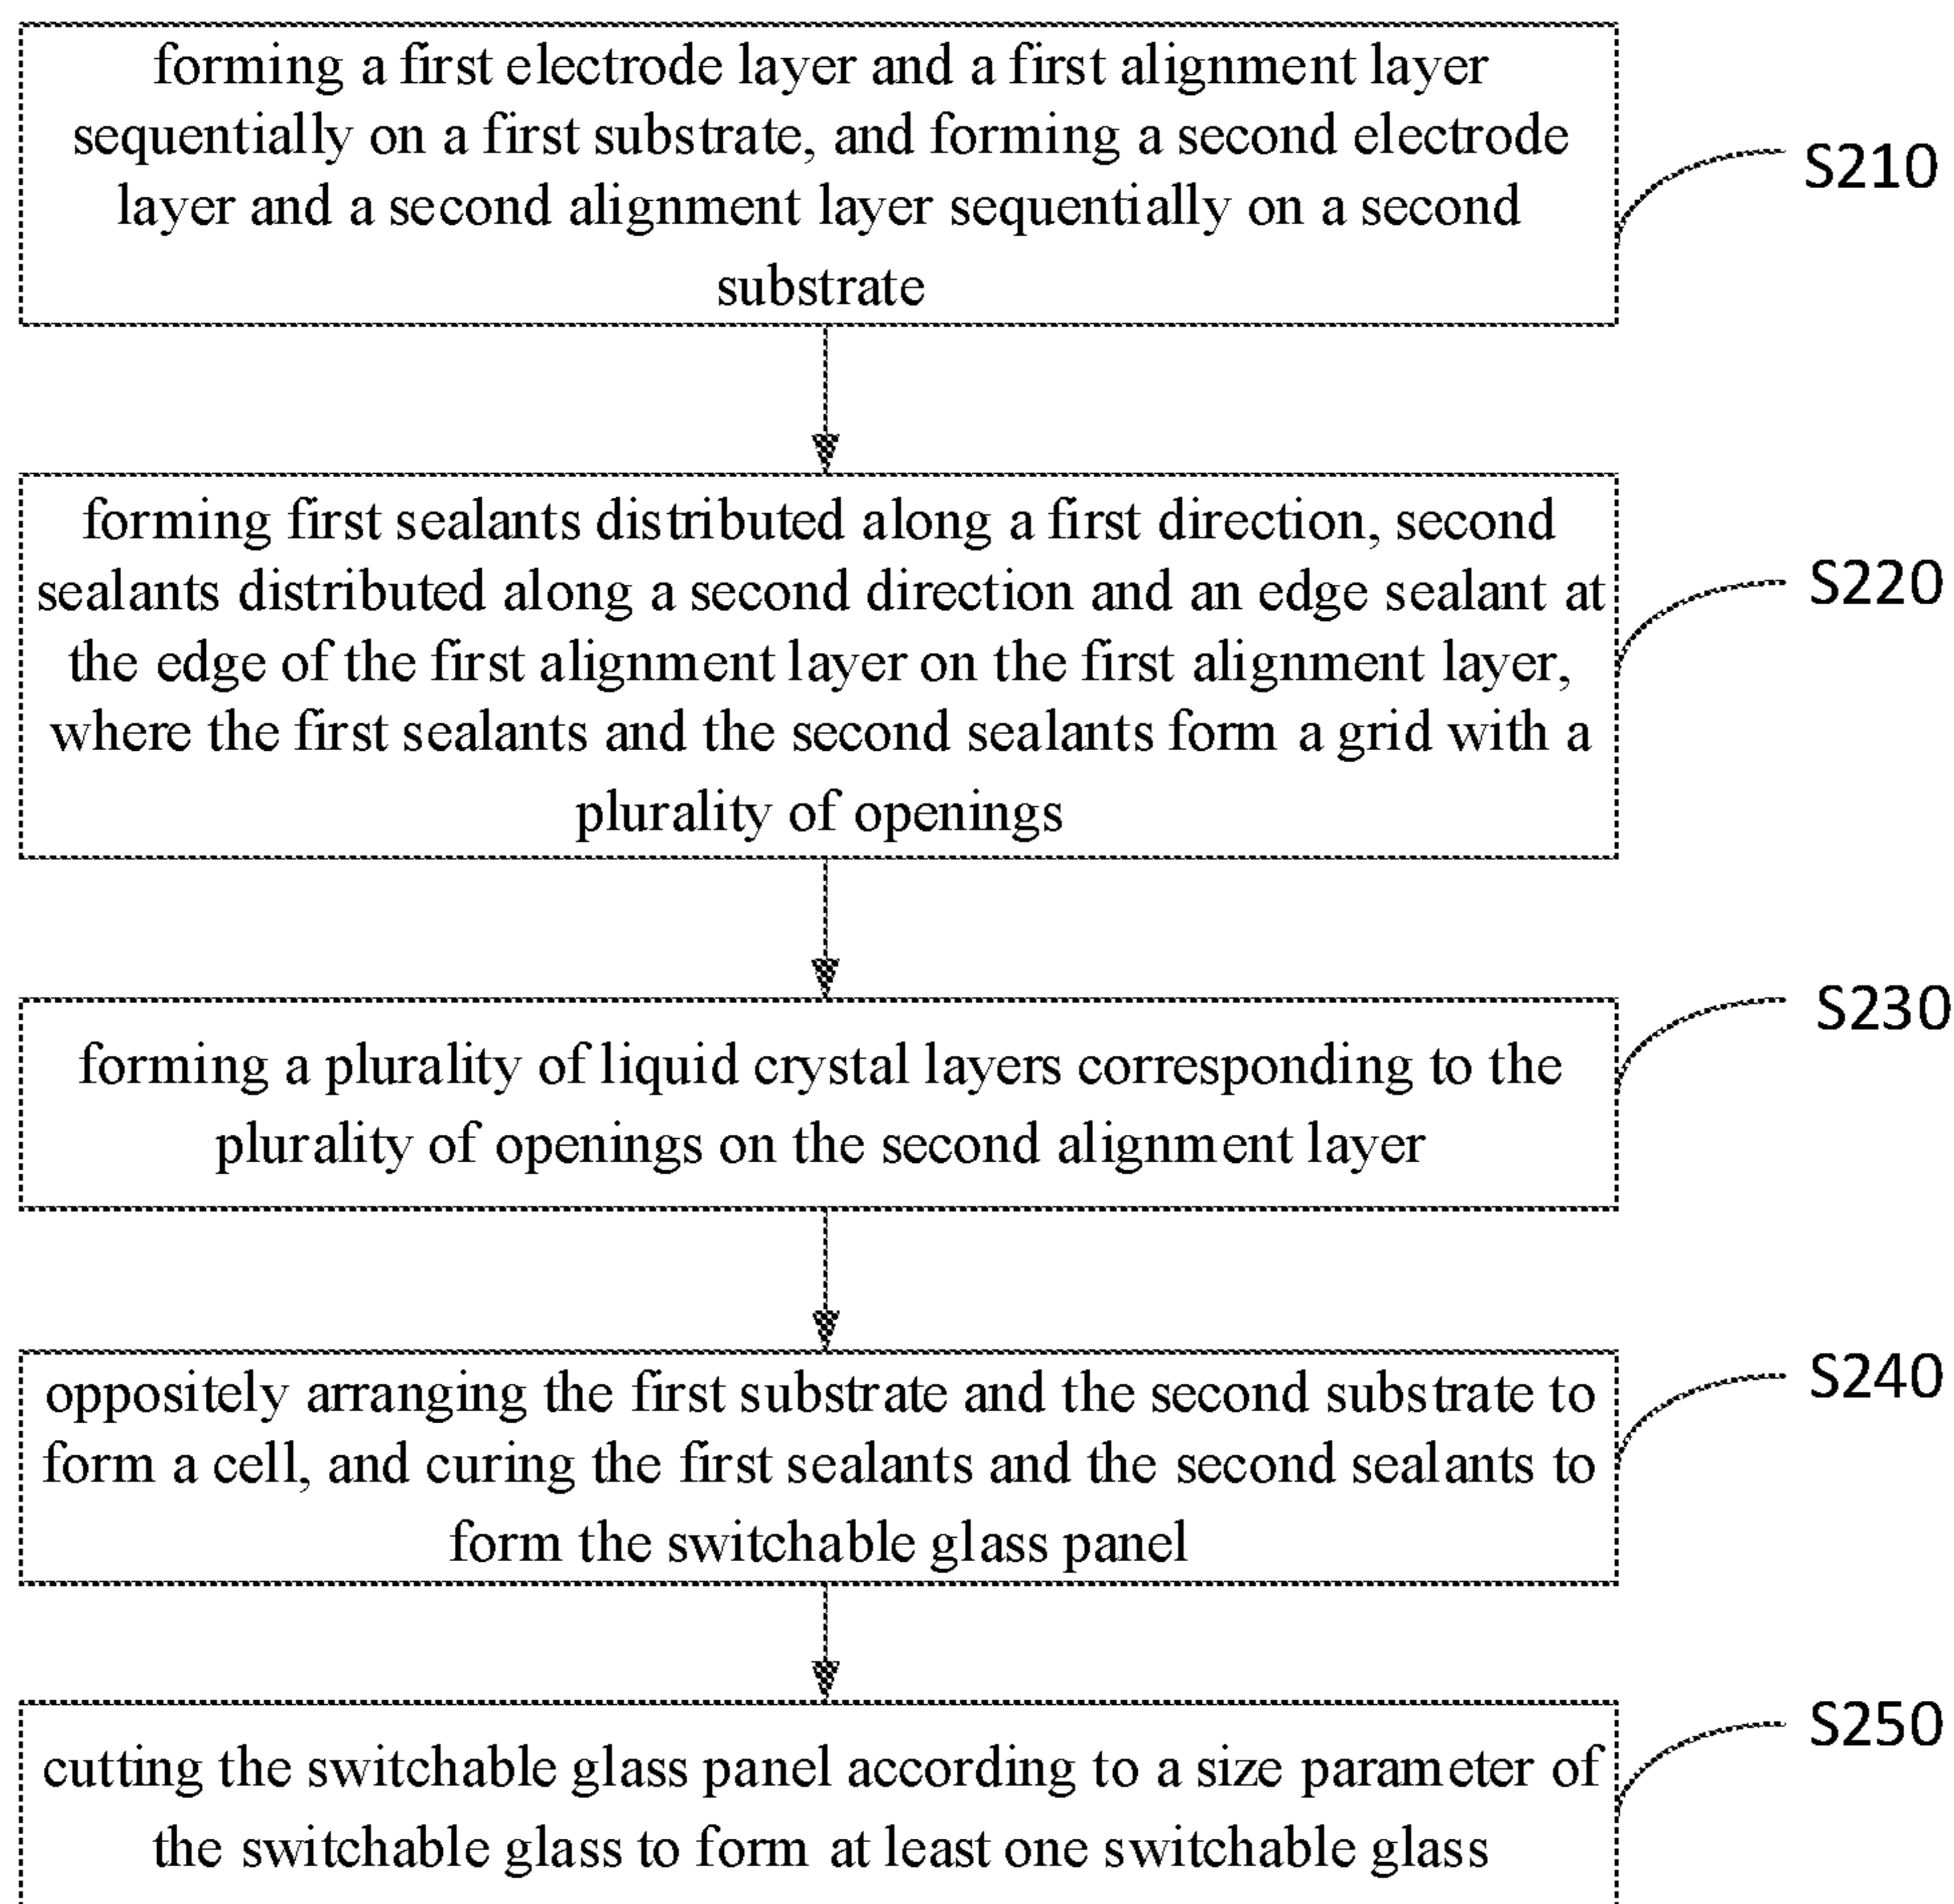 forming a first electrode layer and a first alignment layer
sequentially on a first substrate, and forming a second electrode
layer and a second alignment layer sequentially on a second
substrate
S210
forming first sealants distributed along a first direction, second
sealants distributed along a second direction and an edge sealant at
the edge of the first alignment layer on the first alignment layer,
where the first sealants and the second sealants form a grid with a
plurality of openings
S220
forming a plurality of liquid crystal layers corresponding to the
plurality of openings on the second alignment layer
S230
oppositely arranging the first substrate and the second substrate to
form a cell, and curing the first sealants and the second sealants to
form the switchable glass panel
S240
cutting the switchable glass panel according to a size parameter of
the switchable glass to form at least one switchable glass
S250